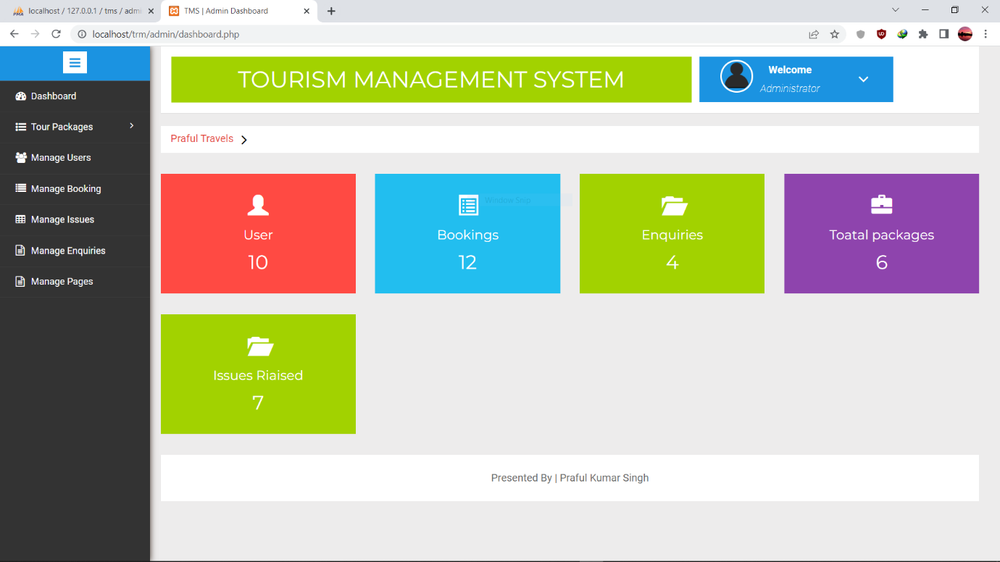 localhost / 127.0.0.1 / tms / admi
TMS | Admin Dashboard
localhost/trm/admin/dashboard.php
TOURISM MANAGEMENT SYSTEM
Welcome
Administrator
Dashboard
Tour Packages
Manage Users
Manage Booking
Manage Issues
Manage Enquiries
Manage Pages
Praful Travels
User
10
Bookings
12
Enquiries
4
Toatal packages
6
Window Snip
Issues Riaised
7
Presented By | Praful Kumar Singh